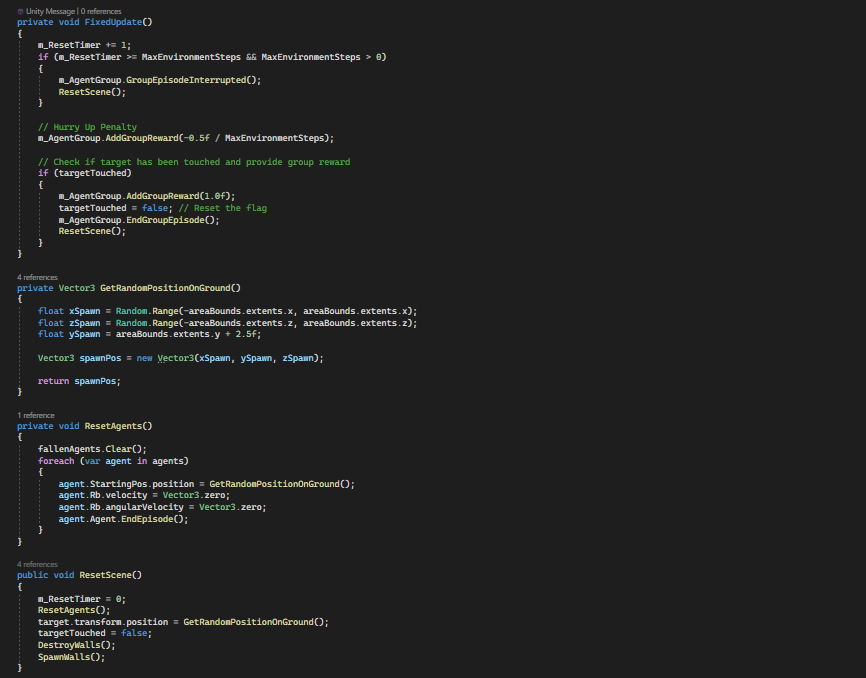 Unity Message | 0 references
private void FixedUpdate()
{
m_ResetTimer += 1;
if (m_ResetTimer >= MaxEnvironmentSteps && MaxEnvironmentSteps > 0)
{
m_AgentGroup.GroupEpisodeInterrupted();
ResetScene();
}
// Hurry Up Penalty
m_AgentGroup.AddGroupReward(-0.5f / MaxEnvironmentSteps);
// Check if target has been touched and provide group reward
if (targetTouched)
{
m_AgentGroup.AddGroupReward(1.0f);
targetTouched = false; // Reset the flag
m_AgentGroup.EndGroupEpisode();
ResetScene();
}
}
4 references
private Vector3 GetRandomPositionOnGround()
{
float xSpawn = Random.Range(-areaBounds.extents.x, areaBounds.extents.x);
float zSpawn = Random.Range(-areaBounds.extents.z, areaBounds.extents.z);
float ySpawn = areaBounds.extents.y + 2.5f;
Vector3 spawnPos = new Vector3(xSpawn, ySpawn, zSpawn);
return spawnPos;
}
1 reference
private void ResetAgents()
{
fallenAgents.Clear();
foreach (var agent in agents)
{
agent.StartingPos.position = GetRandomPositionOnGround();
agent.Rb.velocity = Vector3.zero;
agent.Rb.angularVelocity = Vector3.zero;
agent.Agent.EndEpisode();
}
}
4 references
public void ResetScene()
{
m_ResetTimer = 0;
ResetAgents();
target.transform.position = GetRandomPositionOnGround();
targetTouched = false;
DestroyWalls();
SpawnWalls();
}